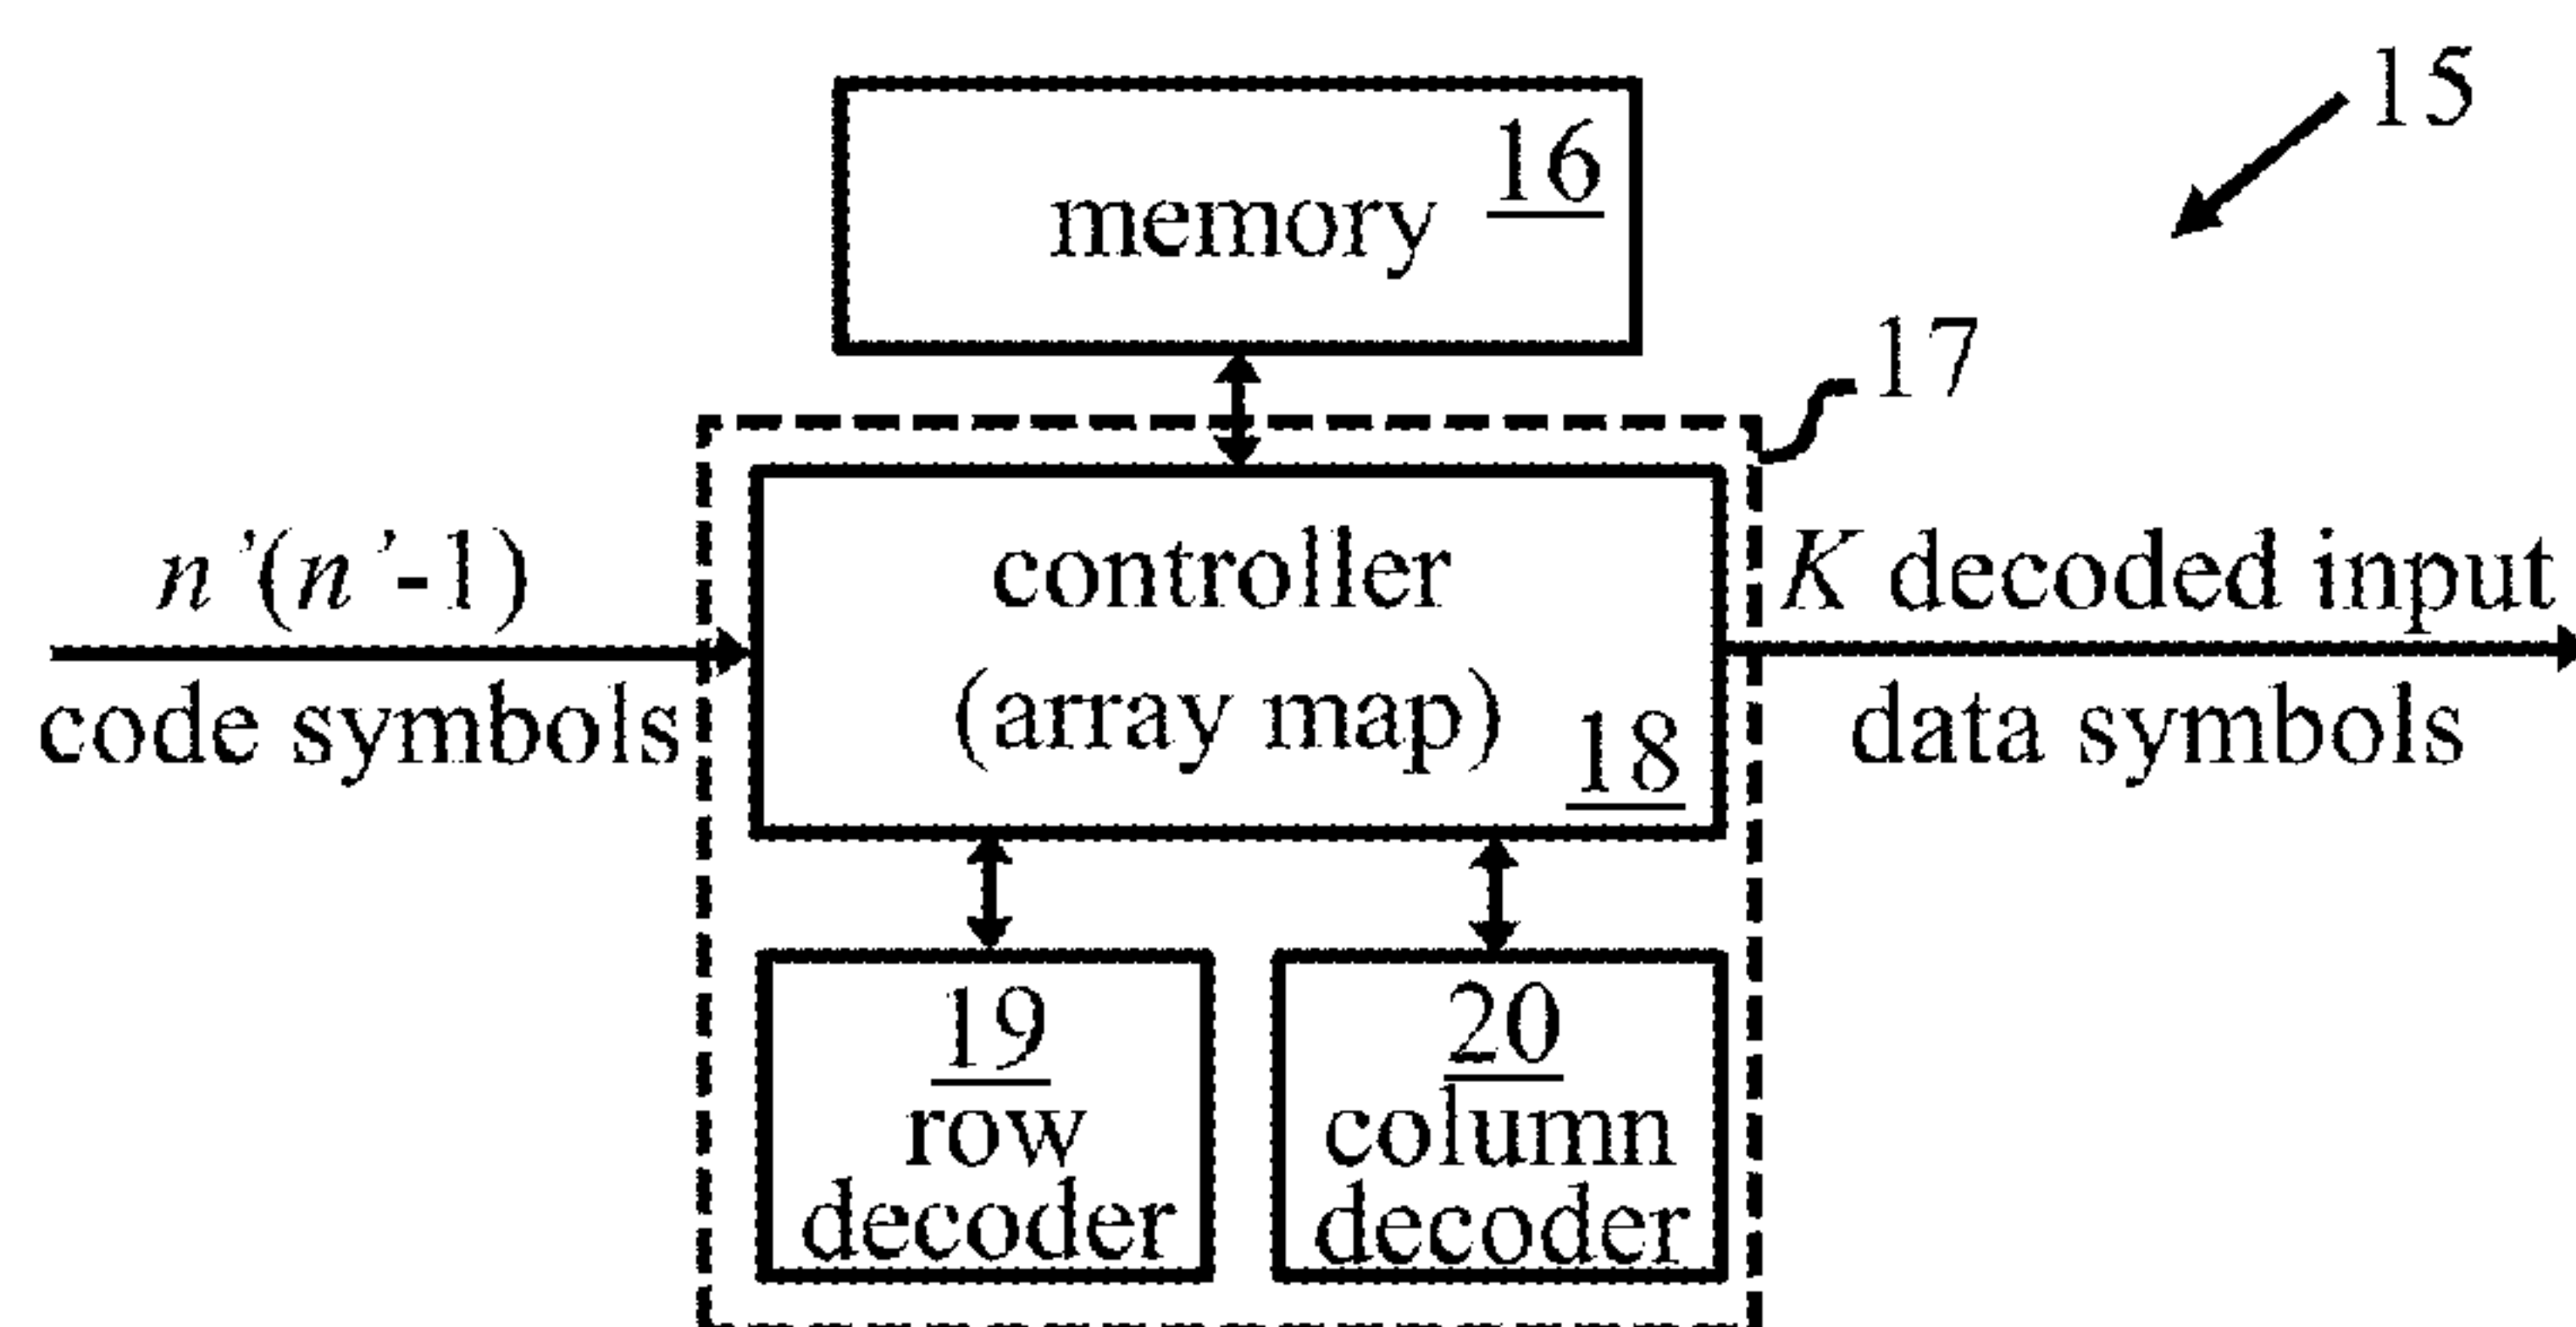 15
16
memory
17
n’(n’-1)
code symbols
controller
(array map)
18
K decoded input
data symbols
19
row
decoder
20
column
decoder